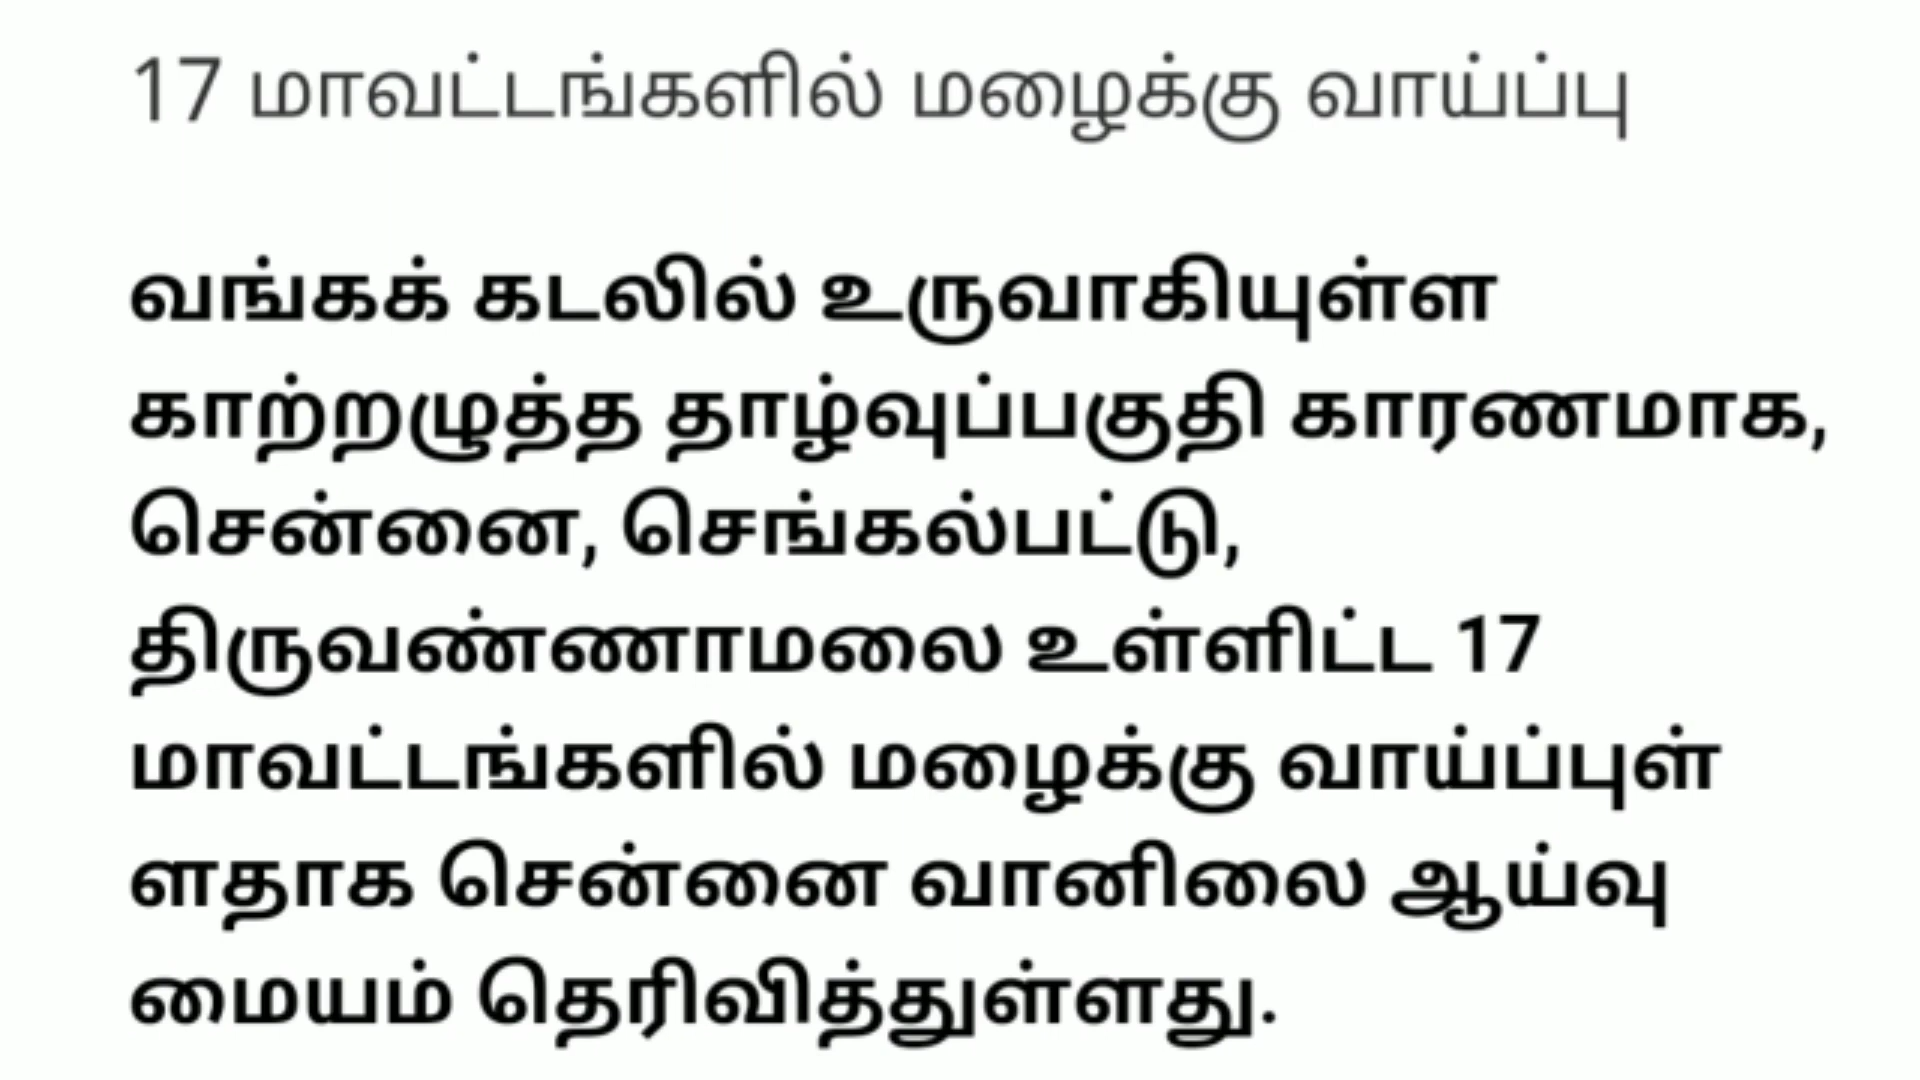 17 மாவட்டங்களில் மழைக்கு வாய்ப்பு
வங்கக் கடலில் உருவாகியுள்ள
காற்றழுத்த தாழ்வுப்பகுதி காரணமாக,
சென்னை, செங்கல்பட்டு,
திருவண்ணாமலை உள்ளிட்ட 17
மாவட்டங்களில் மழைக்கு வாய்ப்புள்
ளதாக சென்னை வானிலை ஆய்வு
மையம் தெரிவித்துள்ளது.